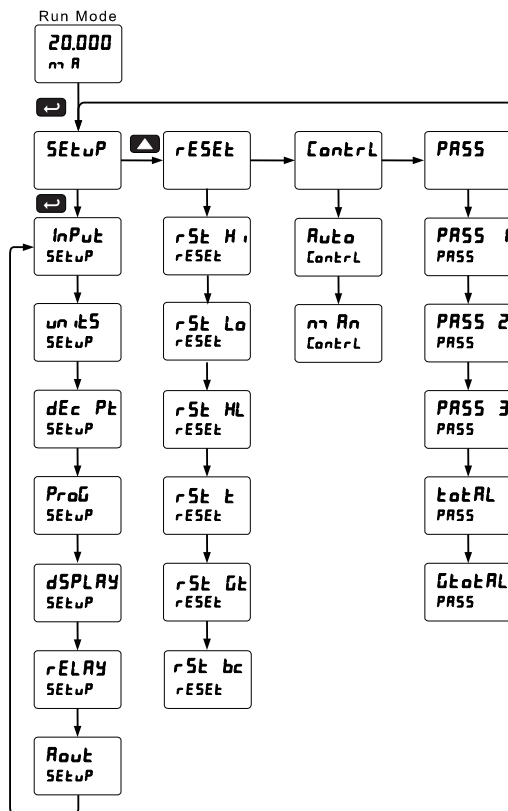 Run Mode
20.000
mA
SEtuP
rESEt
ContrL
PASS
InPut
SEtuP
rSt Hi
rESEt
Auto
ContrL
PASS 1
PASS
unitS
SEtuP
rSt Lo
rESEt
mAn
ContrL
PASS 2
PASS
dEc Pt
SEtuP
rSt HL
rESEt
PASS 3
PASS
ProG
SEtuP
rSt t
rESEt
totAL
PASS
dSPLAY
SEtuP
rSt Gt
rESEt
GtotAL
PASS
rELAY
SEtuP
rSt bc
rESEt
Aout
SEtuP